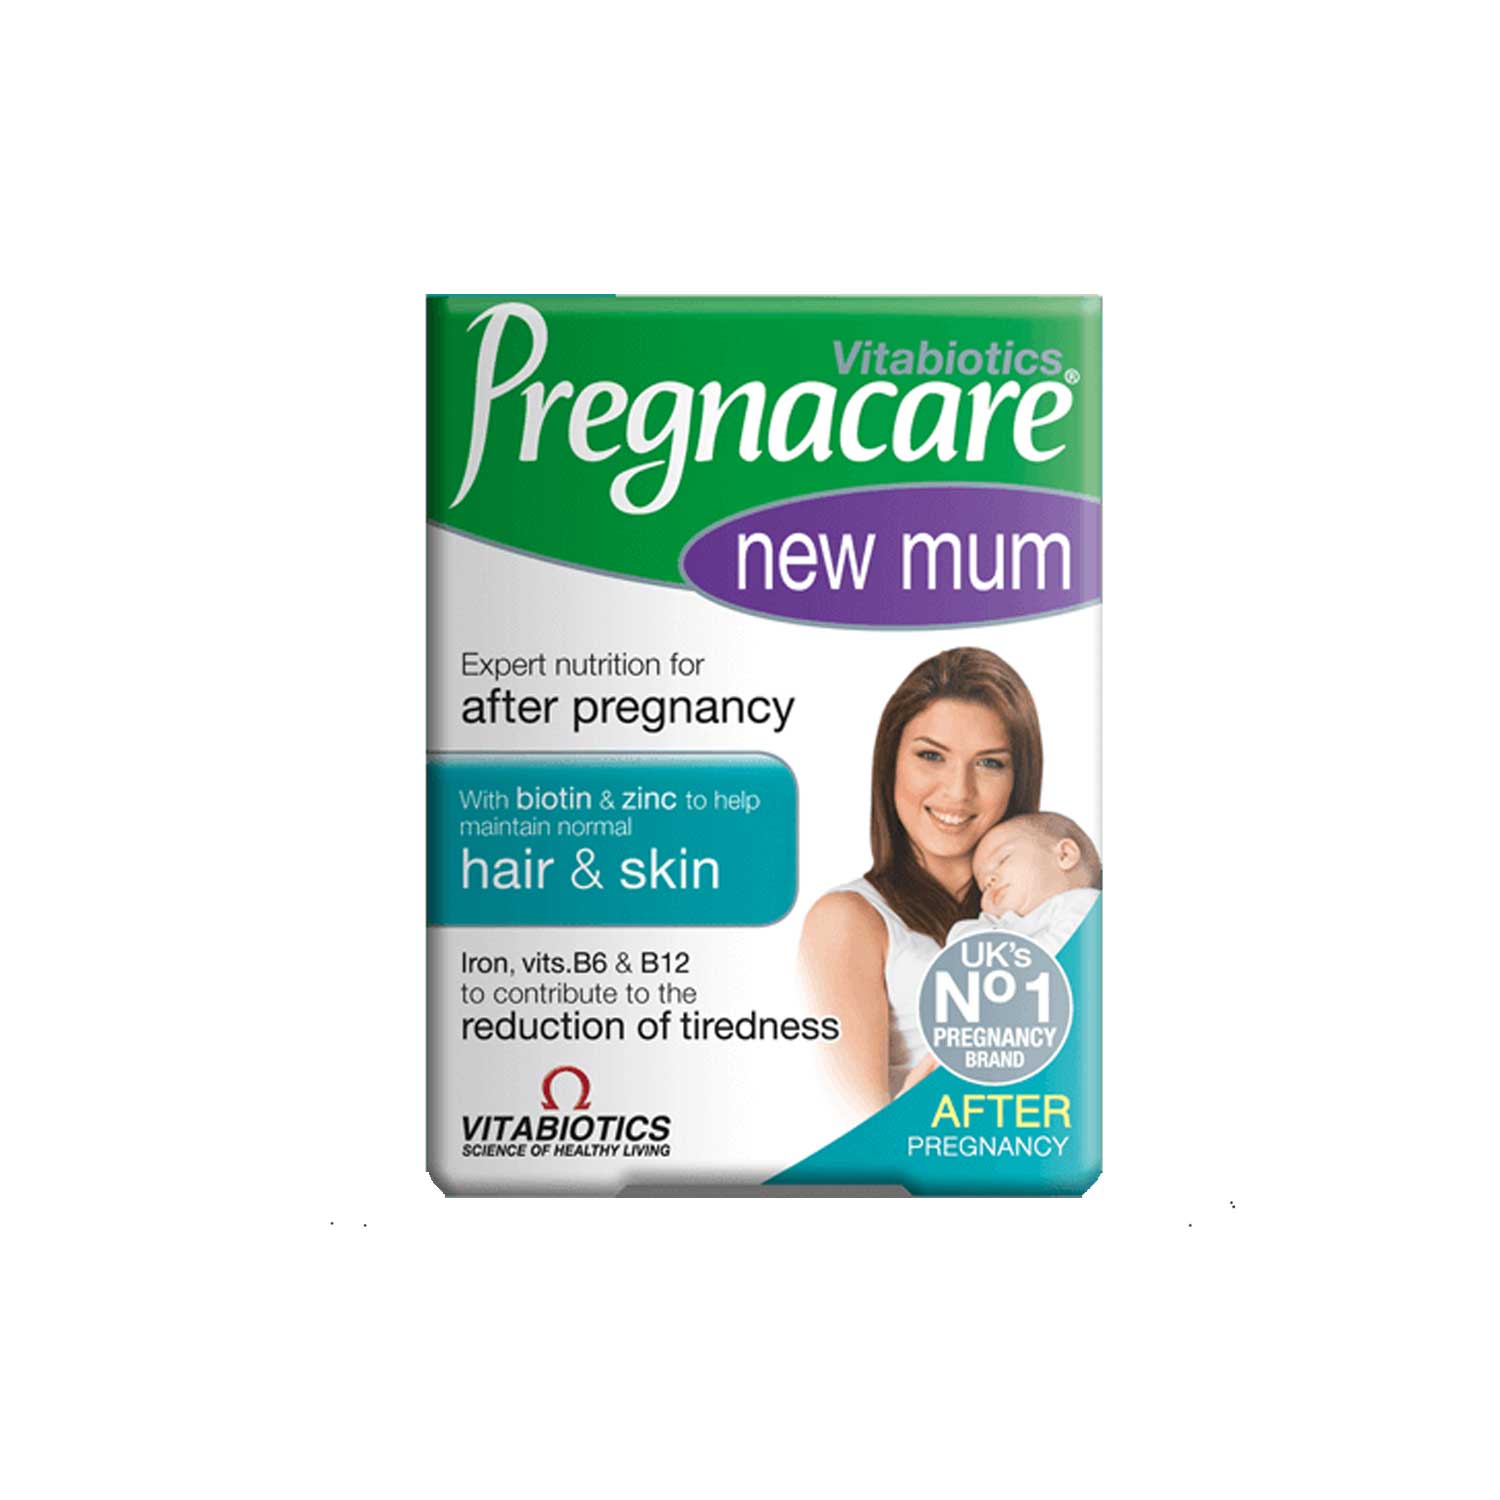 Vitabiotics
Pregnacare®
new mum
Expert nutrition for
after pregnancy
With biotin & zinc to help
maintain normal
hair & skin
Iron, vits.B6 & B12
to contribute to the
reduction of tiredness
VITABIOTICS
SCIENCE OF HEALTHY LIVING
UK's
Nº1
PREGNANCY
BRAND
AFTER
PREGNANCY